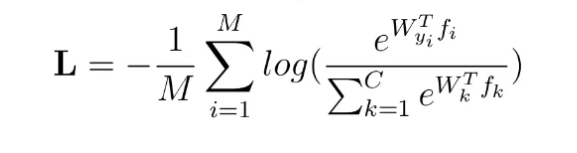 L = -\frac{1}{M} \sum_{i=1}^{M} log(\frac{e^{W_{y_i}^T f_i}}{\sum_{k=1}^{C} e^{W_k^T f_k}})